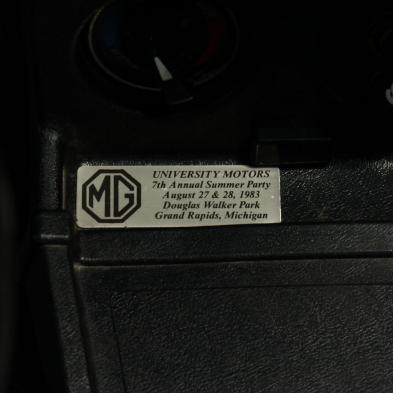 MG
UNIVERSITY MOTORS
7th Annual Summer Party
August 27 & 28, 1983
Douglas Walker Park
Grand Rapids, Michigan